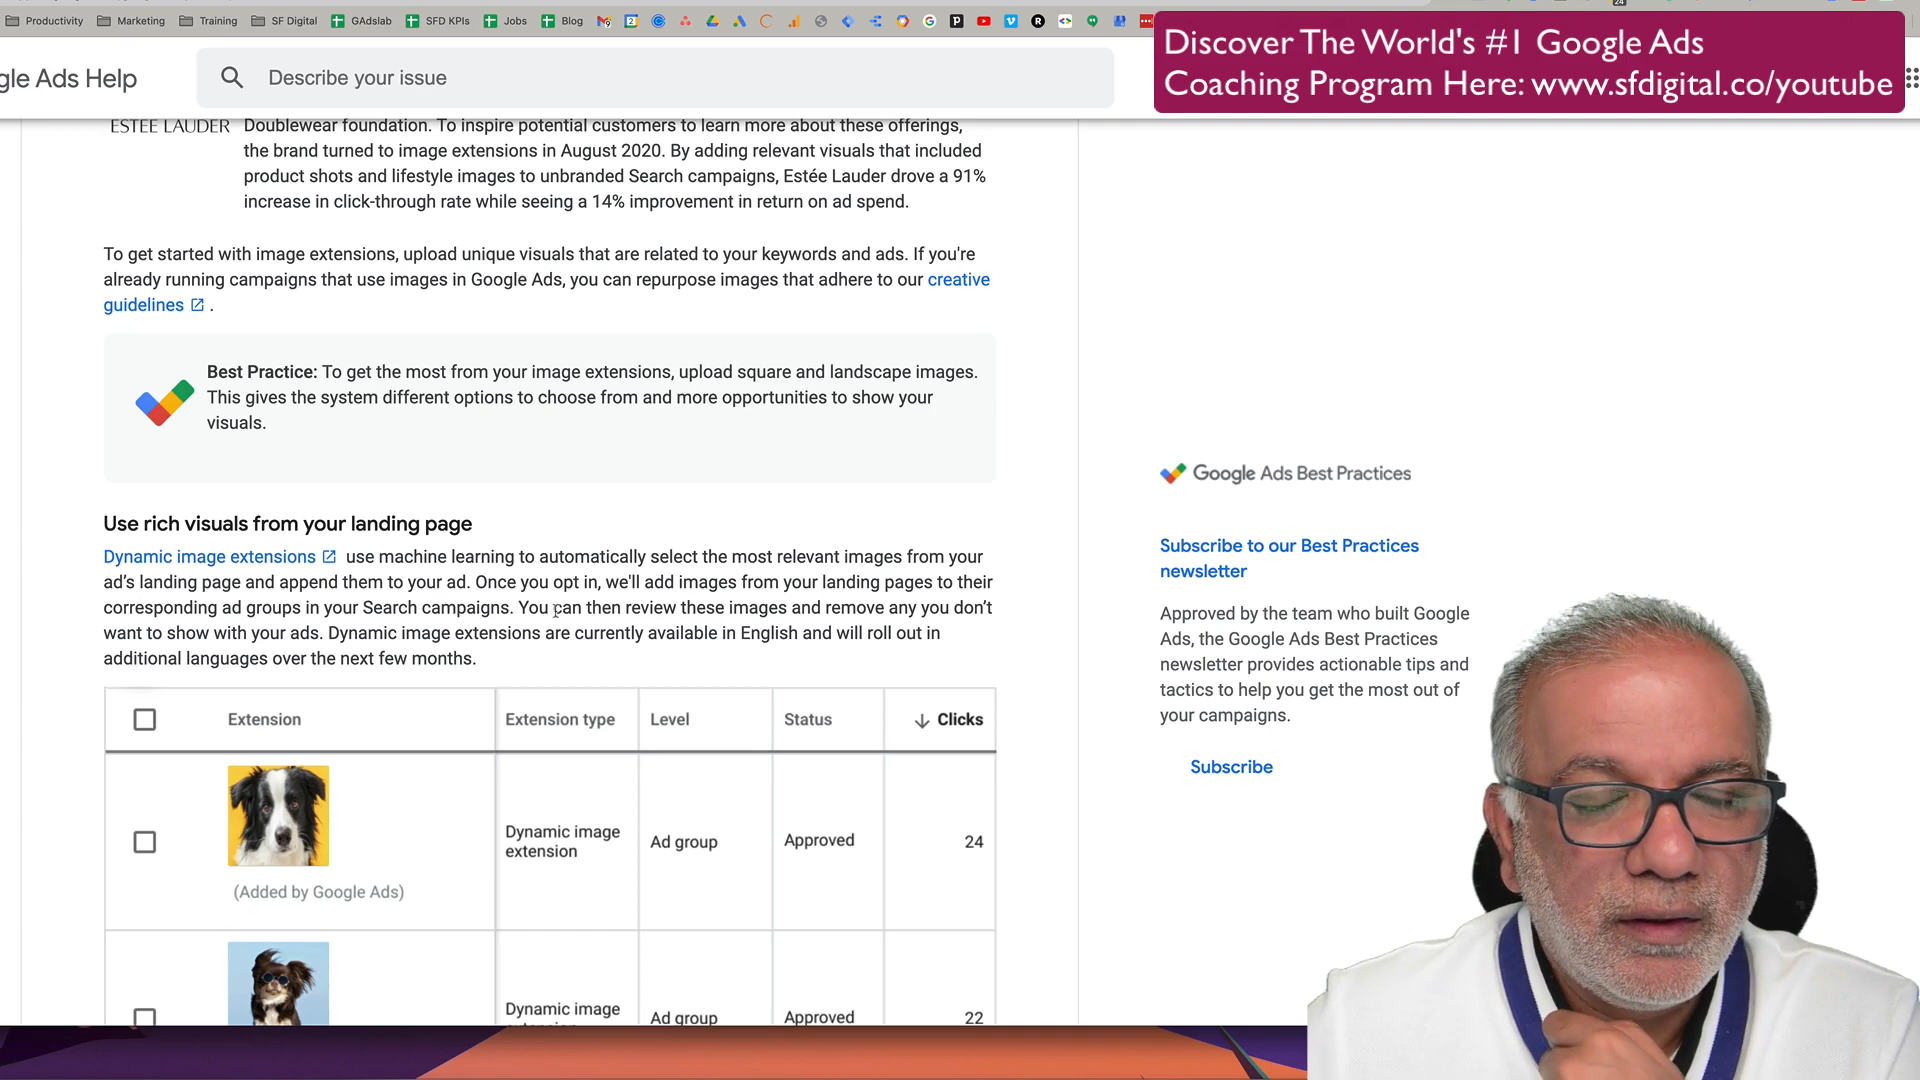 Productivity
Marketing
Training
SF Digital
GAdslab
SFD KPIs
Jobs
Blog
24
Discover The World's #1 Google Ads
Coaching Program Here: www.sfdigital.co/youtube
gle Ads Help
Describe your issue
ESTEE LAUDER
Doublewear foundation. To inspire potential customers to learn more about these offerings,
the brand turned to image extensions in August 2020. By adding relevant visuals that included
product shots and lifestyle images to unbranded Search campaigns, Estée Lauder drove a 91%
increase in click-through rate while seeing a 14% improvement in return on ad spend.
To get started with image extensions, upload unique visuals that are related to your keywords and ads. If you're
already running campaigns that use images in Google Ads, you can repurpose images that adhere to our creative
guidelines .
Best Practice: To get the most from your image extensions, upload square and landscape images.
This gives the system different options to choose from and more opportunities to show your
visuals.
Use rich visuals from your landing page
Dynamic image extensions use machine learning to automatically select the most relevant images from your
ad's landing page and append them to your ad. Once you opt in, we'll add images from your landing pages to their
corresponding ad groups in your Search campaigns. You can then review these images and remove any you don't
want to show with your ads. Dynamic image extensions are currently available in English and will roll out in
additional languages over the next few months.
Extension
Extension type
Level
Status
Clicks
Dynamic image
extension
Ad group
Approved
24
(Added by Google Ads)
Dynamic image
Ad group
Approved
22
Google Ads Best Practices
Subscribe to our Best Practices
newsletter
Approved by the team who built Google
Ads, the Google Ads Best Practices
newsletter provides actionable tips and
tactics to help you get the most out of
your campaigns.
Subscribe